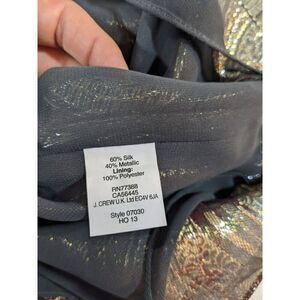 60% Silk
40% Metallic
Lining:
100% Polyester
RN77388
CA56445
J. CREW U.K. Ltd EC4V 6JA
Style 07030
HO 13